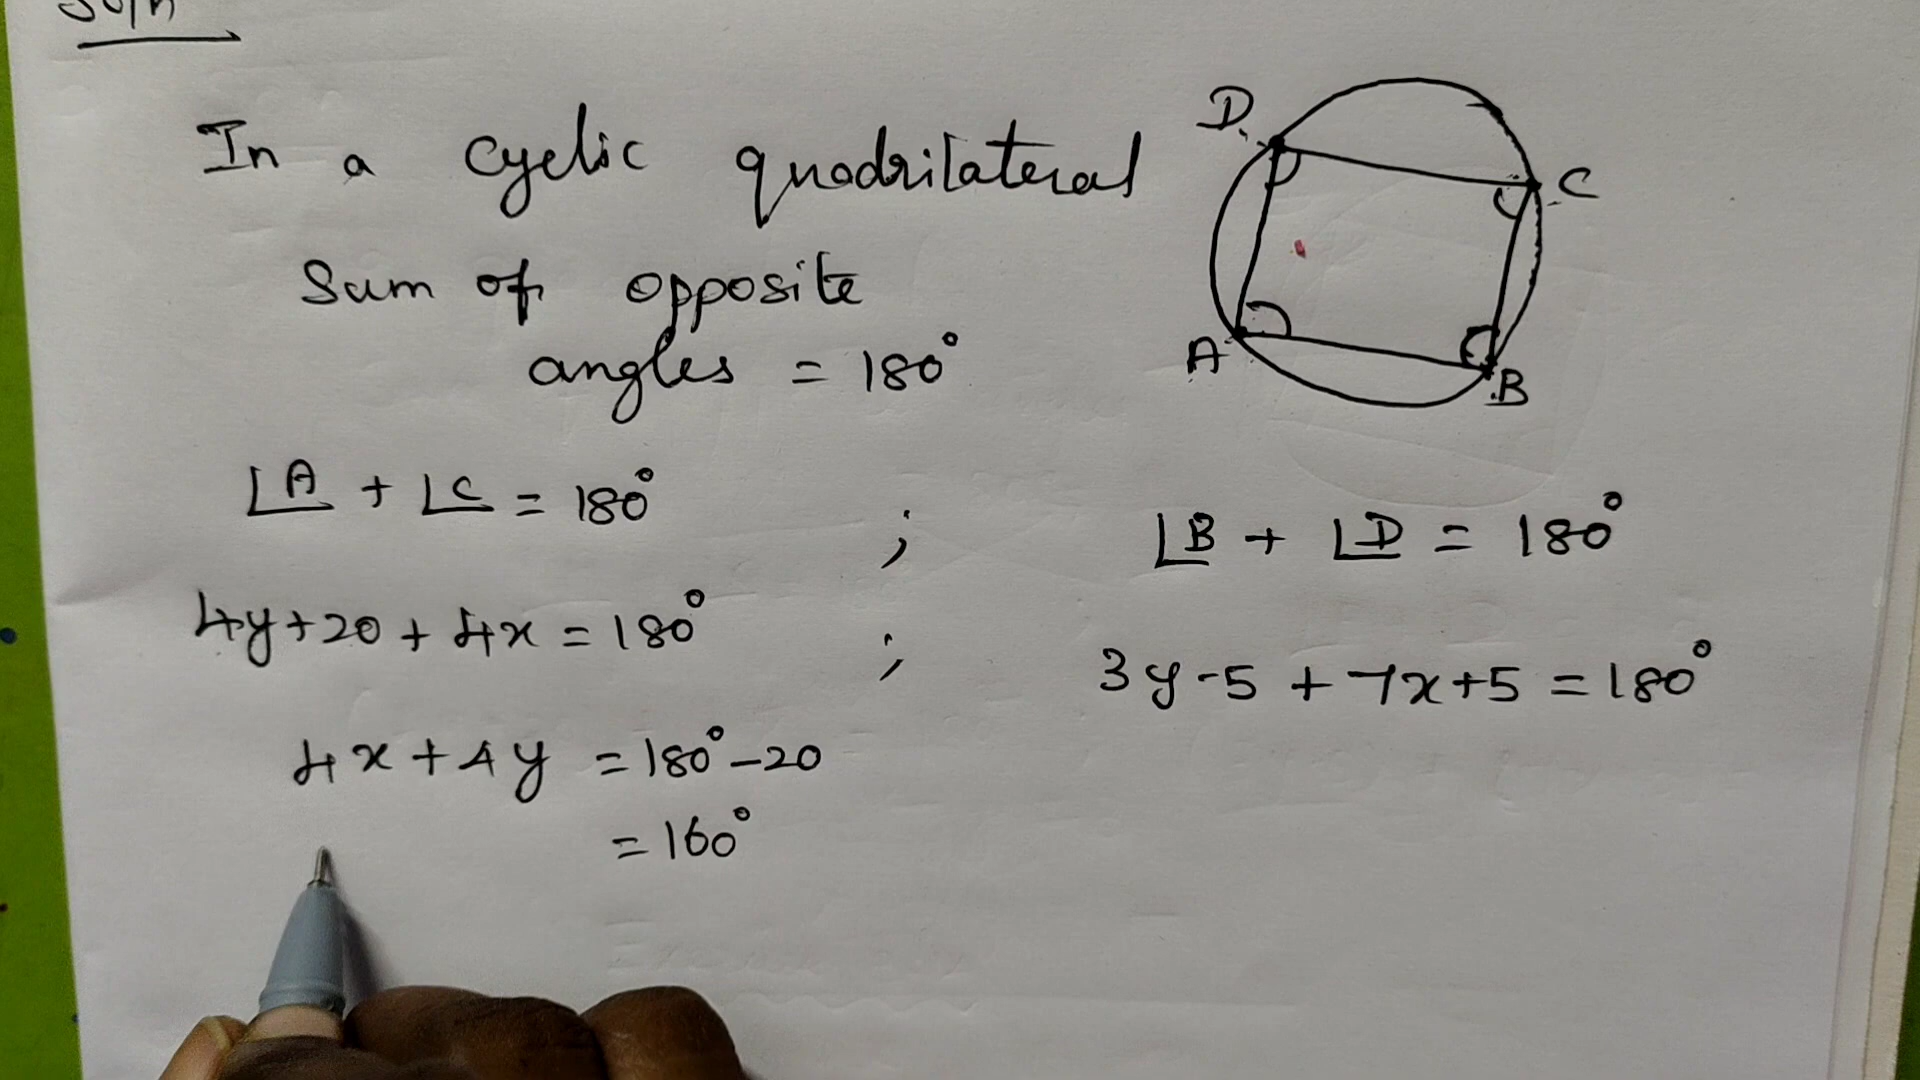 Soln
In a cyclic quadrilateral
Sum of opposite
angles = 180°
D
C
A
B
∠A + ∠C = 180° ; ∠B + ∠D = 180°
4y+20 + 4x = 180° ; 3y-5 + 7x+5 = 180°
4x + 4y = 180° - 20
= 160°